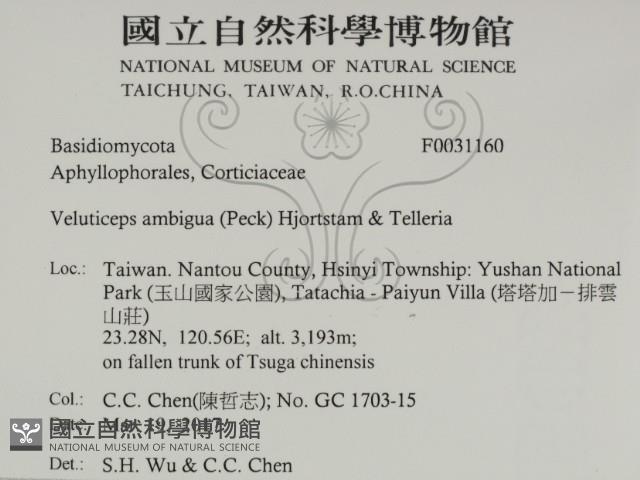 國立自然科學博物館
NATIONAL MUSEUM OF NATURAL SCIENCE
TAICHUNG, TAIWAN, R.O.CHINA
Basidiomycota F0031160
Aphyllophorales, Corticiaceae
Veluticeps ambigua (Peck) Hjortstam & Telleria
Loc.: Taiwan. Nantou County, Hsinyi Township: Yushan National
Park (玉山國家公園), Tatachia - Paiyun Villa (塔塔加－排雲
山莊)
23.28N, 120.56E; alt. 3,193m;
on fallen trunk of Tsuga chinensis
Col.: C.C. Chen(陳哲志); No. GC 1703-15
國立自然科學博物館
NATIONAL MUSEUM OF NATURAL SCIENCE
Det.: S.H. Wu & C.C. Chen